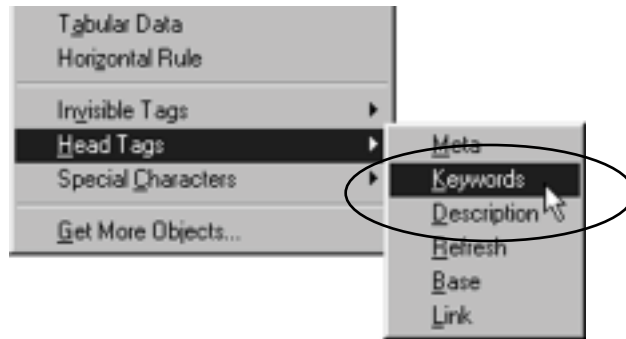 Tabular Data
Horizontal Rule
Invisible Tags
Head Tags
Special Characters
Get More Objects...
Meta
Keywords
Description
Refresh
Base
Link